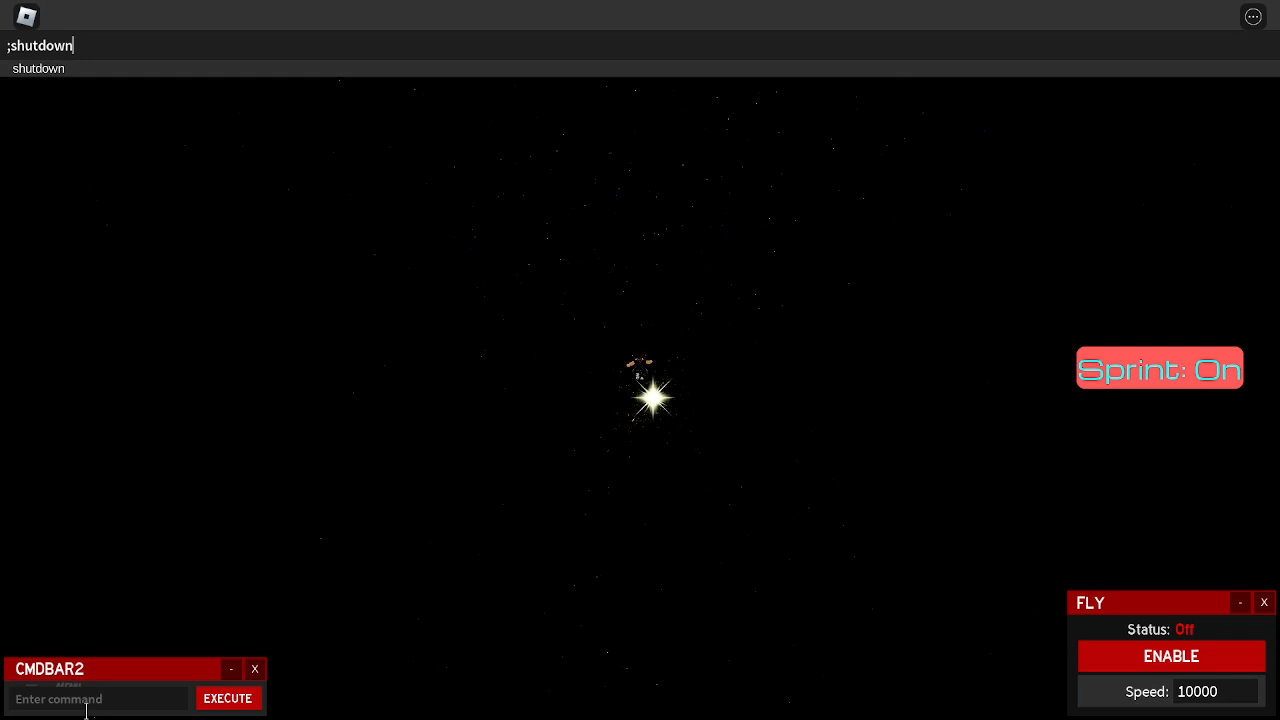 ;shutdown
shutdown
Sprint: On
FLY
-
X
Status: Off
ENABLE
Speed: 10000
CMDBAR2
-
X
Enter command
EXECUTE